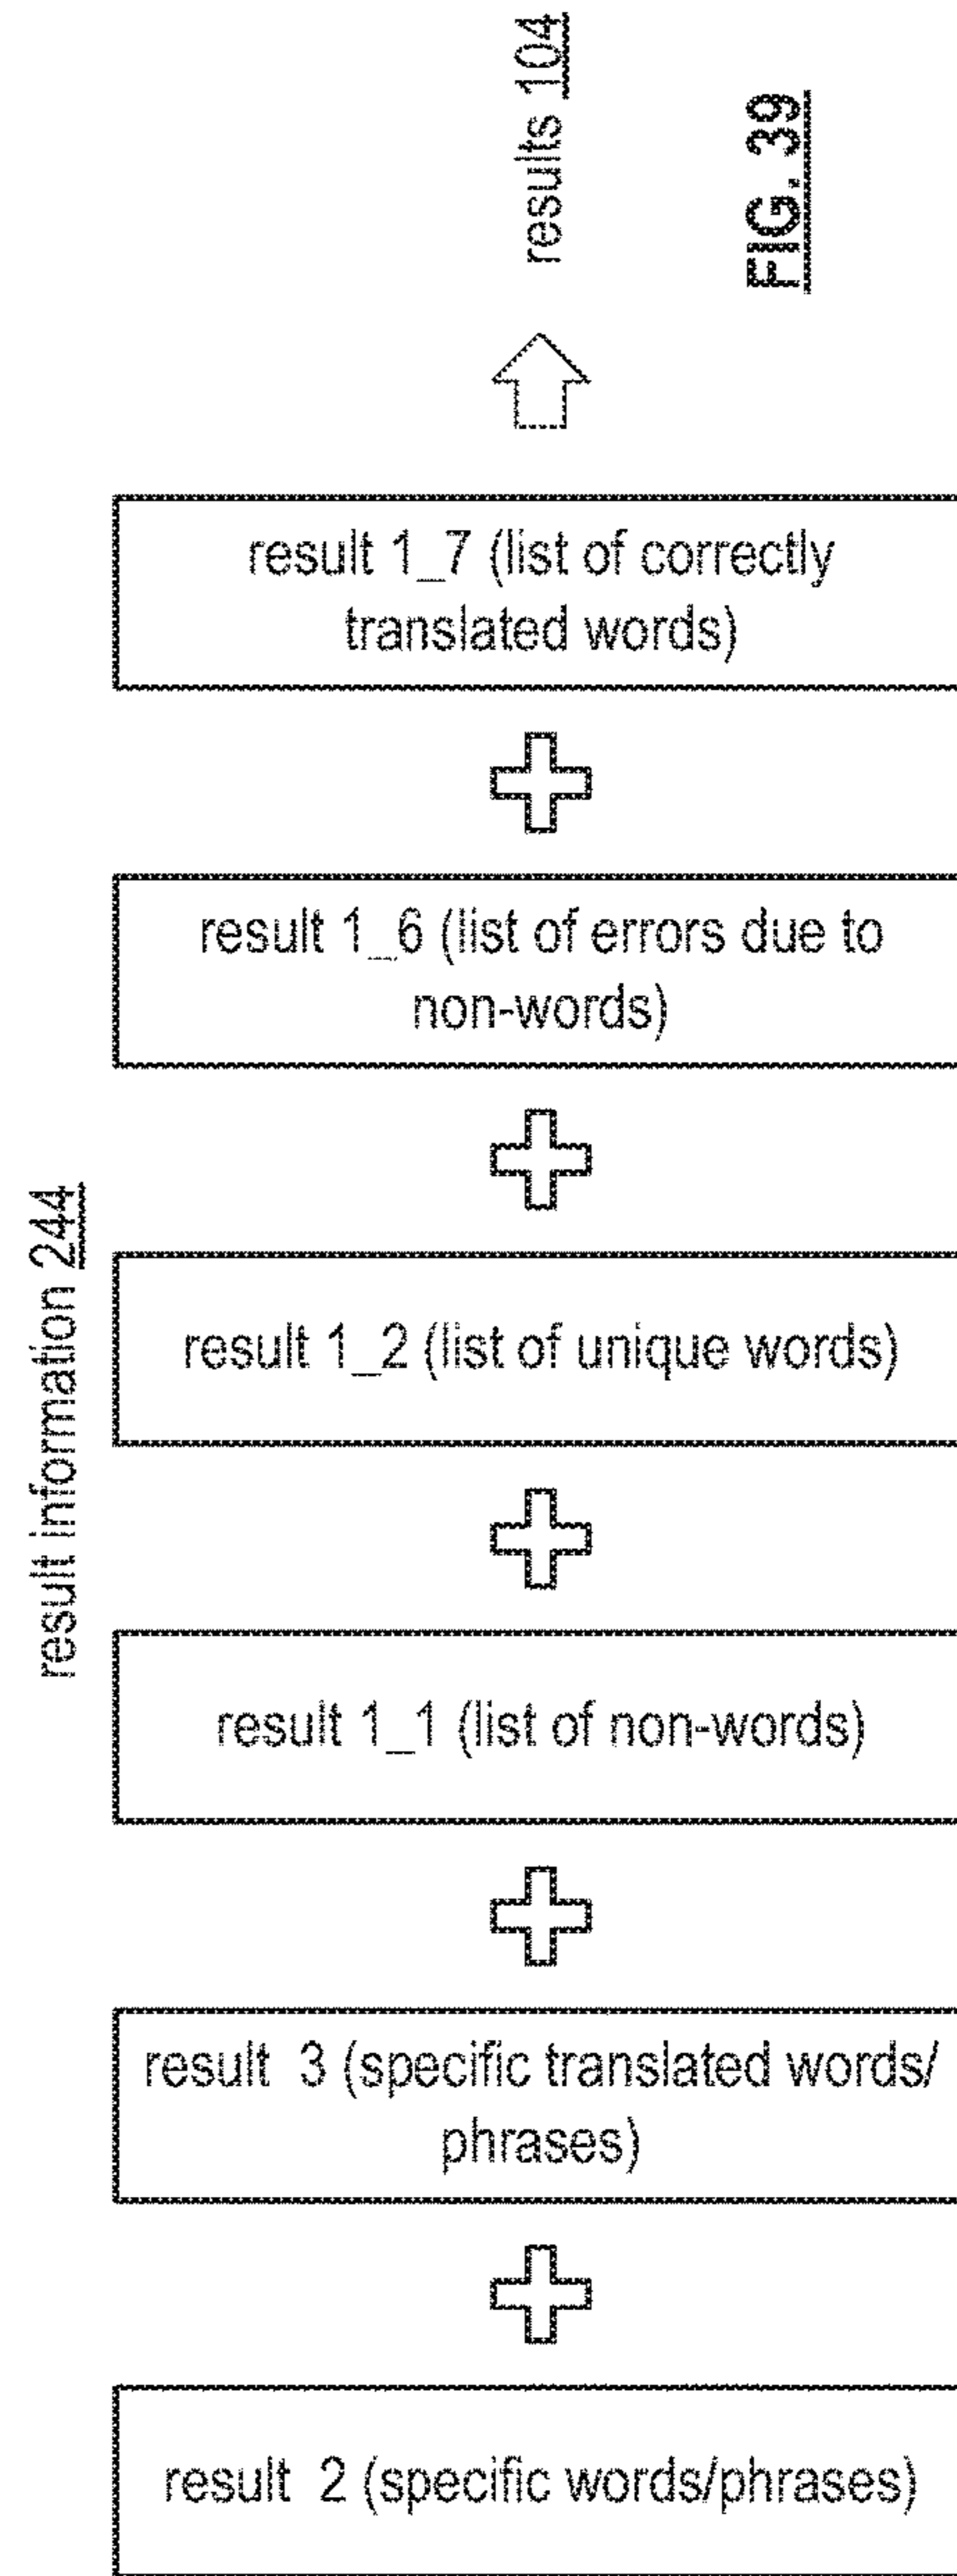 results 104
FIG. 39
result 1_7 (list of correctly
translated words)
result 1_6 (list of errors due to
non-words)
result information 244
result 1_2 (list of unique words)
result 1_1 (list of non-words)
result 3 (specific translated words/
phrases)
result 2 (specific words/phrases)